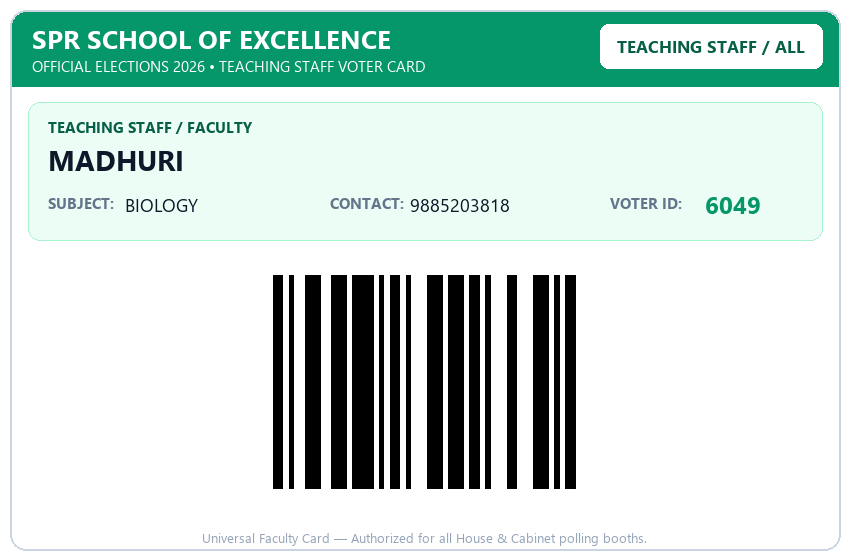 SPR SCHOOL OF EXCELLENCE
OFFICIAL ELECTIONS 2026 • TEACHING STAFF VOTER CARD
TEACHING STAFF / ALL
TEACHING STAFF / FACULTY
MADHURI
SUBJECT: BIOLOGY CONTACT: 9885203818 VOTER ID: 6049
Universal Faculty Card — Authorized for all House & Cabinet polling booths.